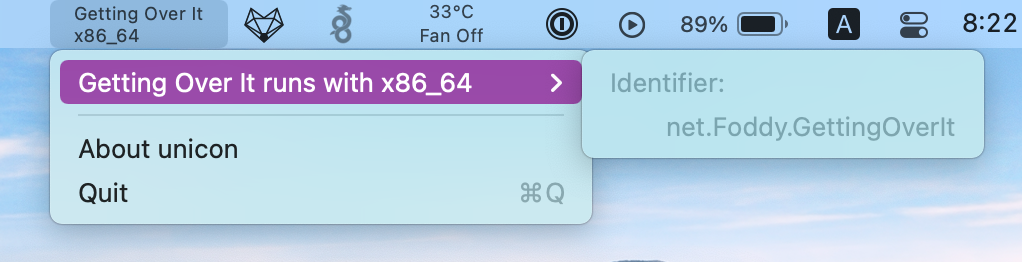 Getting Over It
x86_64
33°C
Fan Off
89%
A
8:22
Getting Over It runs with x86_64
Identifier:
net.Foddy.GettingOverIt
About unicon
Quit ⌘Q